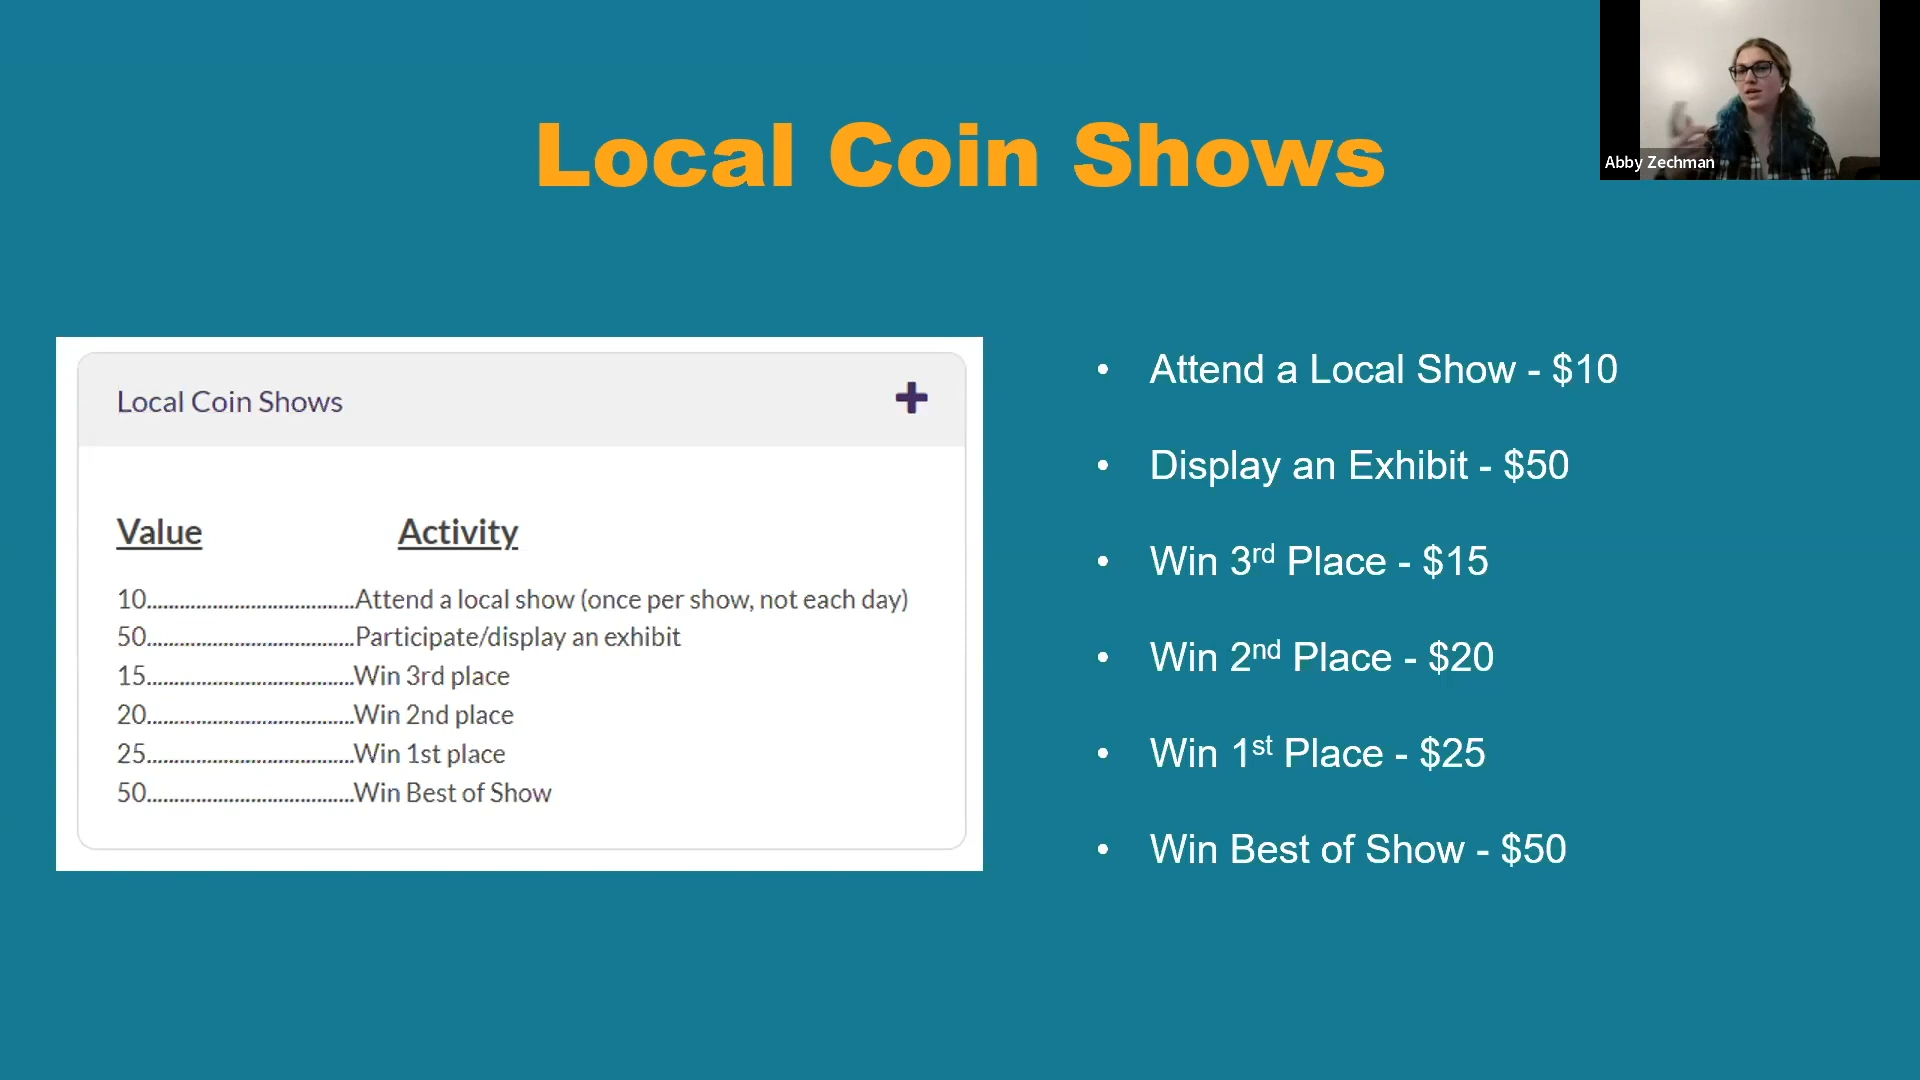 Local Coin Shows
Abby Zechman
Local Coin Shows
Value Activity
10......................................Attend a local show (once per show, not each day)
50......................................Participate/display an exhibit
15......................................Win 3rd place
20......................................Win 2nd place
25......................................Win 1st place
50......................................Win Best of Show
• Attend a Local Show - $10
• Display an Exhibit - $50
• Win 3rd Place - $15
• Win 2nd Place - $20
• Win 1st Place - $25
• Win Best of Show - $50